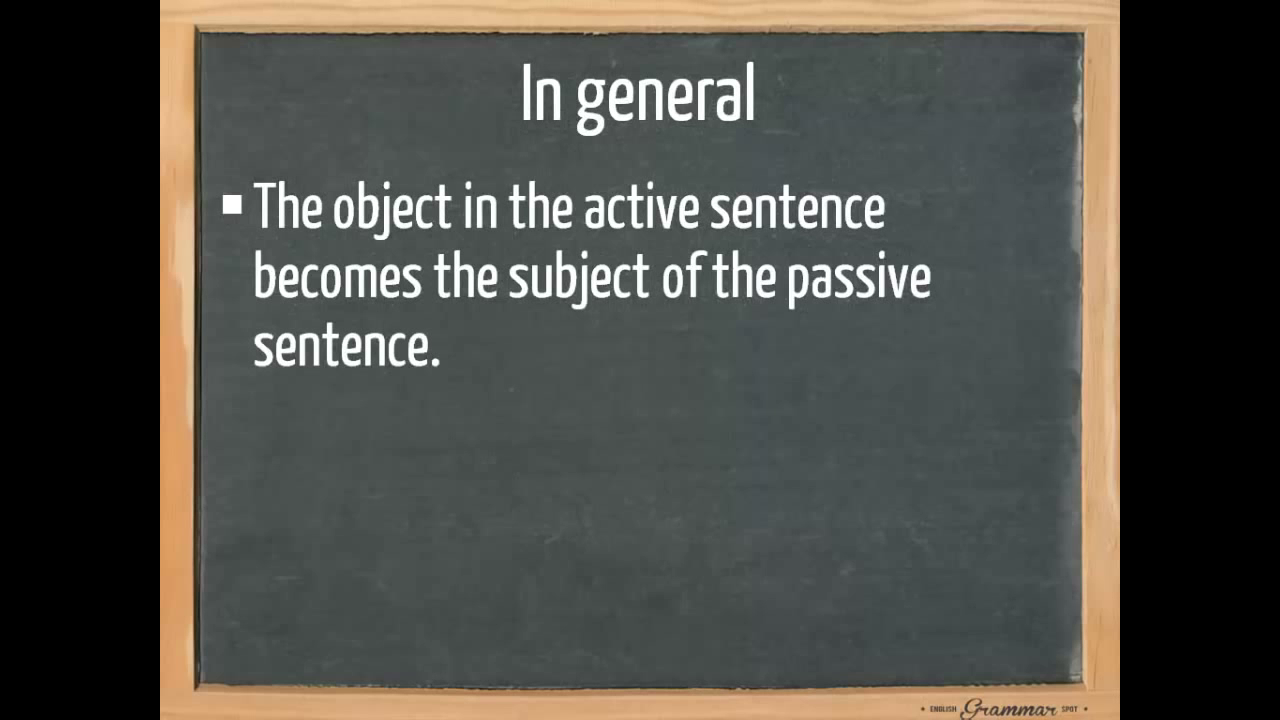 In general
▪ The object in the active sentence
becomes the subject of the passive
sentence.
• ENGLISH Grammar SPOT •